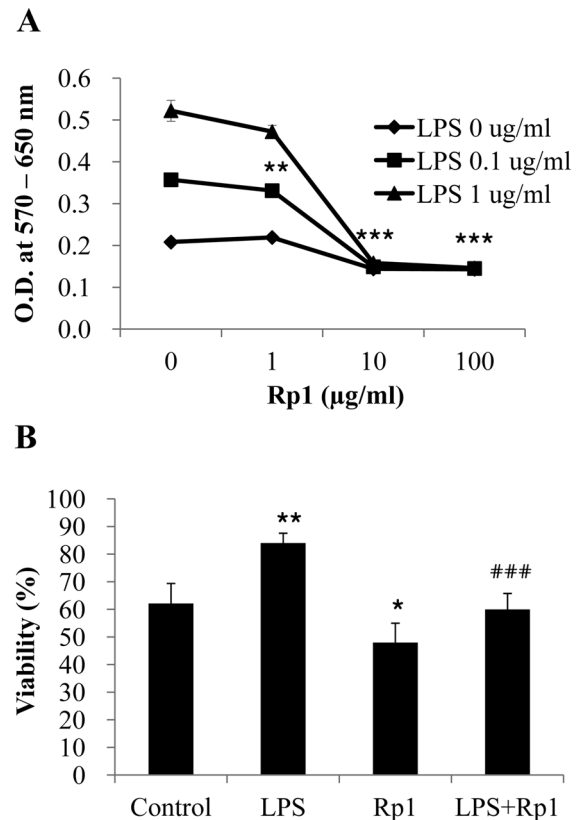 A
O.D. at 570 – 650 nm
0.6
0.5
0.4
0.3
0.2
0.1
0.0
LPS 0 ug/ml
LPS 0.1 ug/ml
LPS 1 ug/ml
**
***
***
0
1
10
100
Rp1 (µg/ml)
B
Viability (%)
100
90
80
70
60
50
40
30
20
10
0
**
*
###
Control
LPS
Rp1
LPS+Rp1